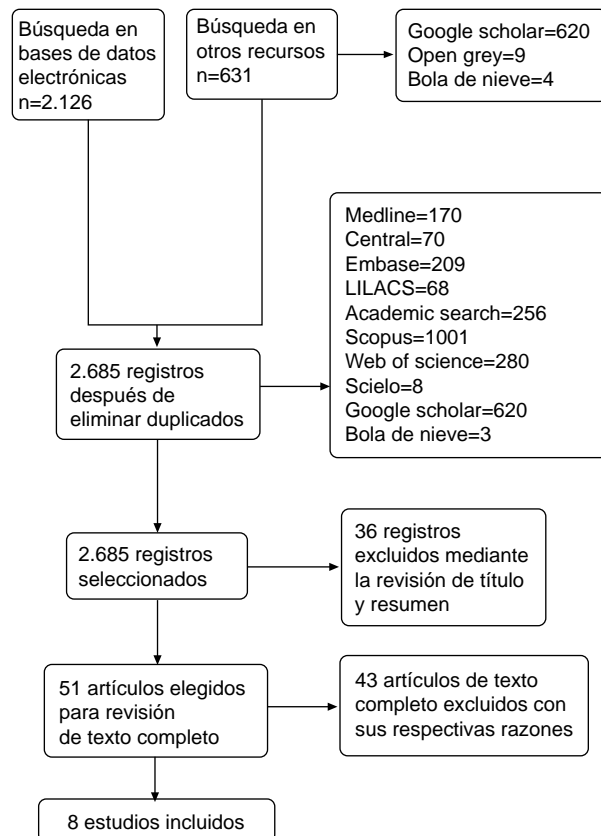 Búsqueda en
bases de datos
electrónicas
n=2.126
Búsqueda en
otros recursos
n=631
Google scholar=620
Open grey=9
Bola de nieve=4
Medline=170
Central=70
Embase=209
LILACS=68
Academic search=256
Scopus=1001
Web of science=280
Scielo=8
Google scholar=620
Bola de nieve=3
2.685 registros
después de
eliminar duplicados
2.685 registros
seleccionados
36 registros
excluidos mediante
la revisión de título
y resumen
51 artículos elegidos
para revisión
de texto completo
43 artículos de texto
completo excluidos con
sus respectivas razones
8 estudios incluidos